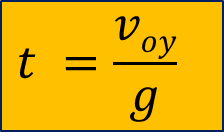 t = v_oy / g